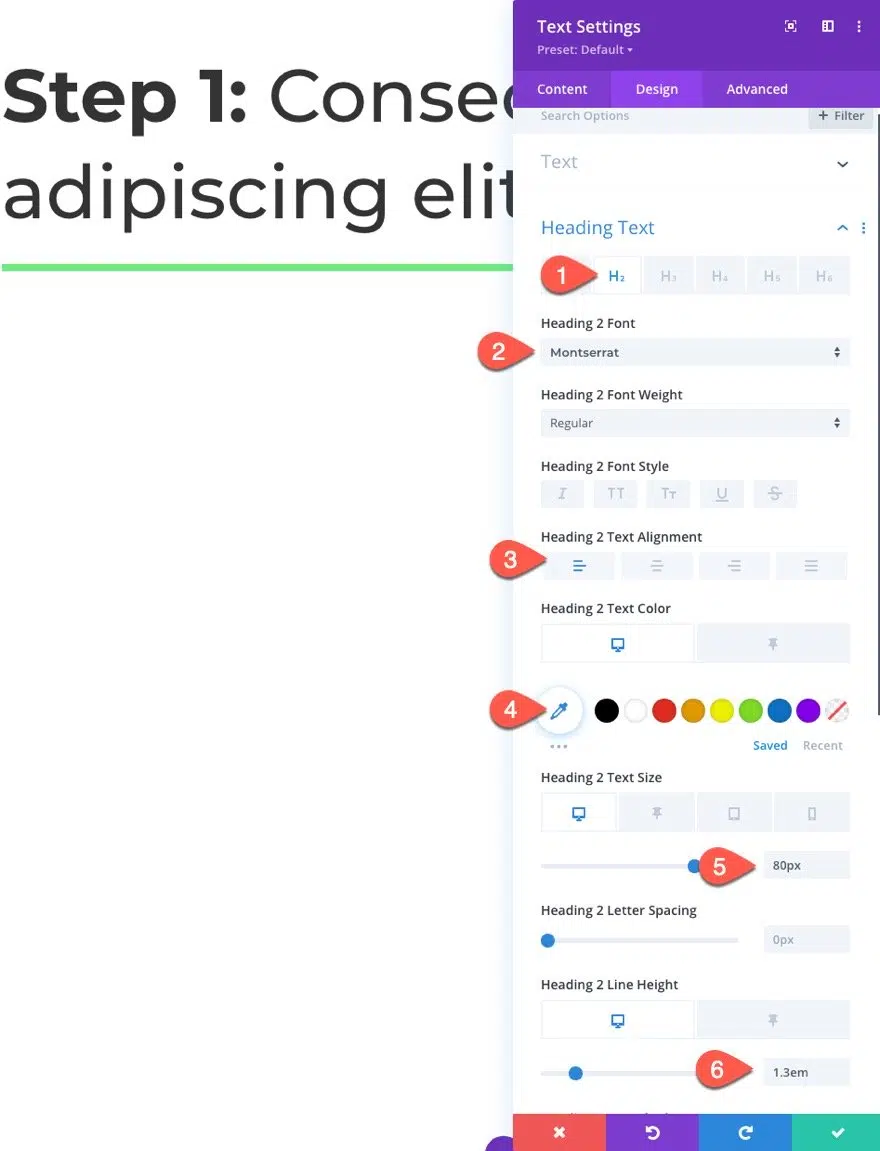 Step 1: Consec
adipiscing elit
Text Settings
Preset: Default
Content Design Advanced
Search Options + Filter
Text
Heading Text
1 H2 H3 H4 H5 H6
Heading 2 Font
2 Montserrat
Heading 2 Font Weight
Regular
Heading 2 Font Style
I TT Tт U S
Heading 2 Text Alignment
3
Heading 2 Text Color
4
Saved Recent
Heading 2 Text Size
5 80px
Heading 2 Letter Spacing
0px
Heading 2 Line Height
6 1.3em